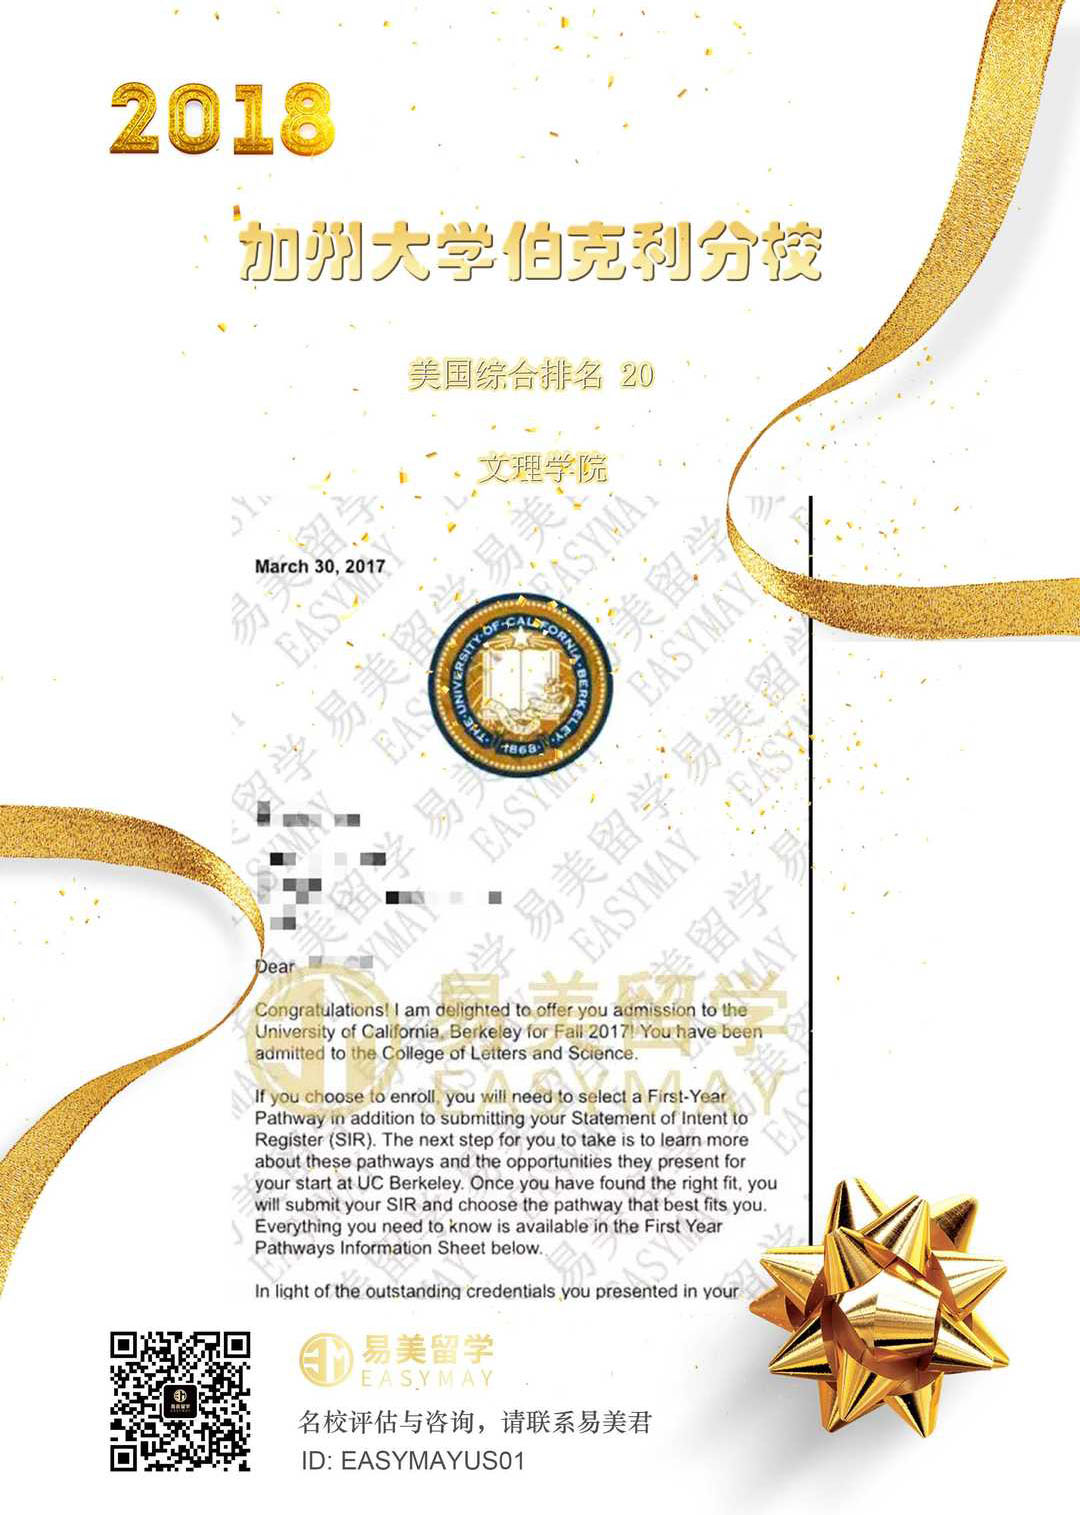 2018
加州大学伯克利分校
美国综合排名 20
文理学院
March 30, 2017
THE·UNIVERSITY·OF·CALIFORNIA·BERKELEY·
1868
Dear
Congratulations! I am delighted to offer you admission to the
University of California, Berkeley for Fall 2017! You have been
admitted to the College of Letters and Science.
If you choose to enroll, you will need to select a First-Year
Pathway in addition to submitting your Statement of Intent to
Register (SIR). The next step for you to take is to learn more
about these pathways and the opportunities they present for
your start at UC Berkeley. Once you have found the right fit, you
will submit your SIR and choose the pathway that best fits you.
Everything you need to know is available in the First Year
Pathways Information Sheet below.
In light of the outstanding credentials you presented in your
易美留学
EASYMAY
易美留学
EASYMAY
名校评估与咨询，请联系易美君
ID: EASYMAYUS01